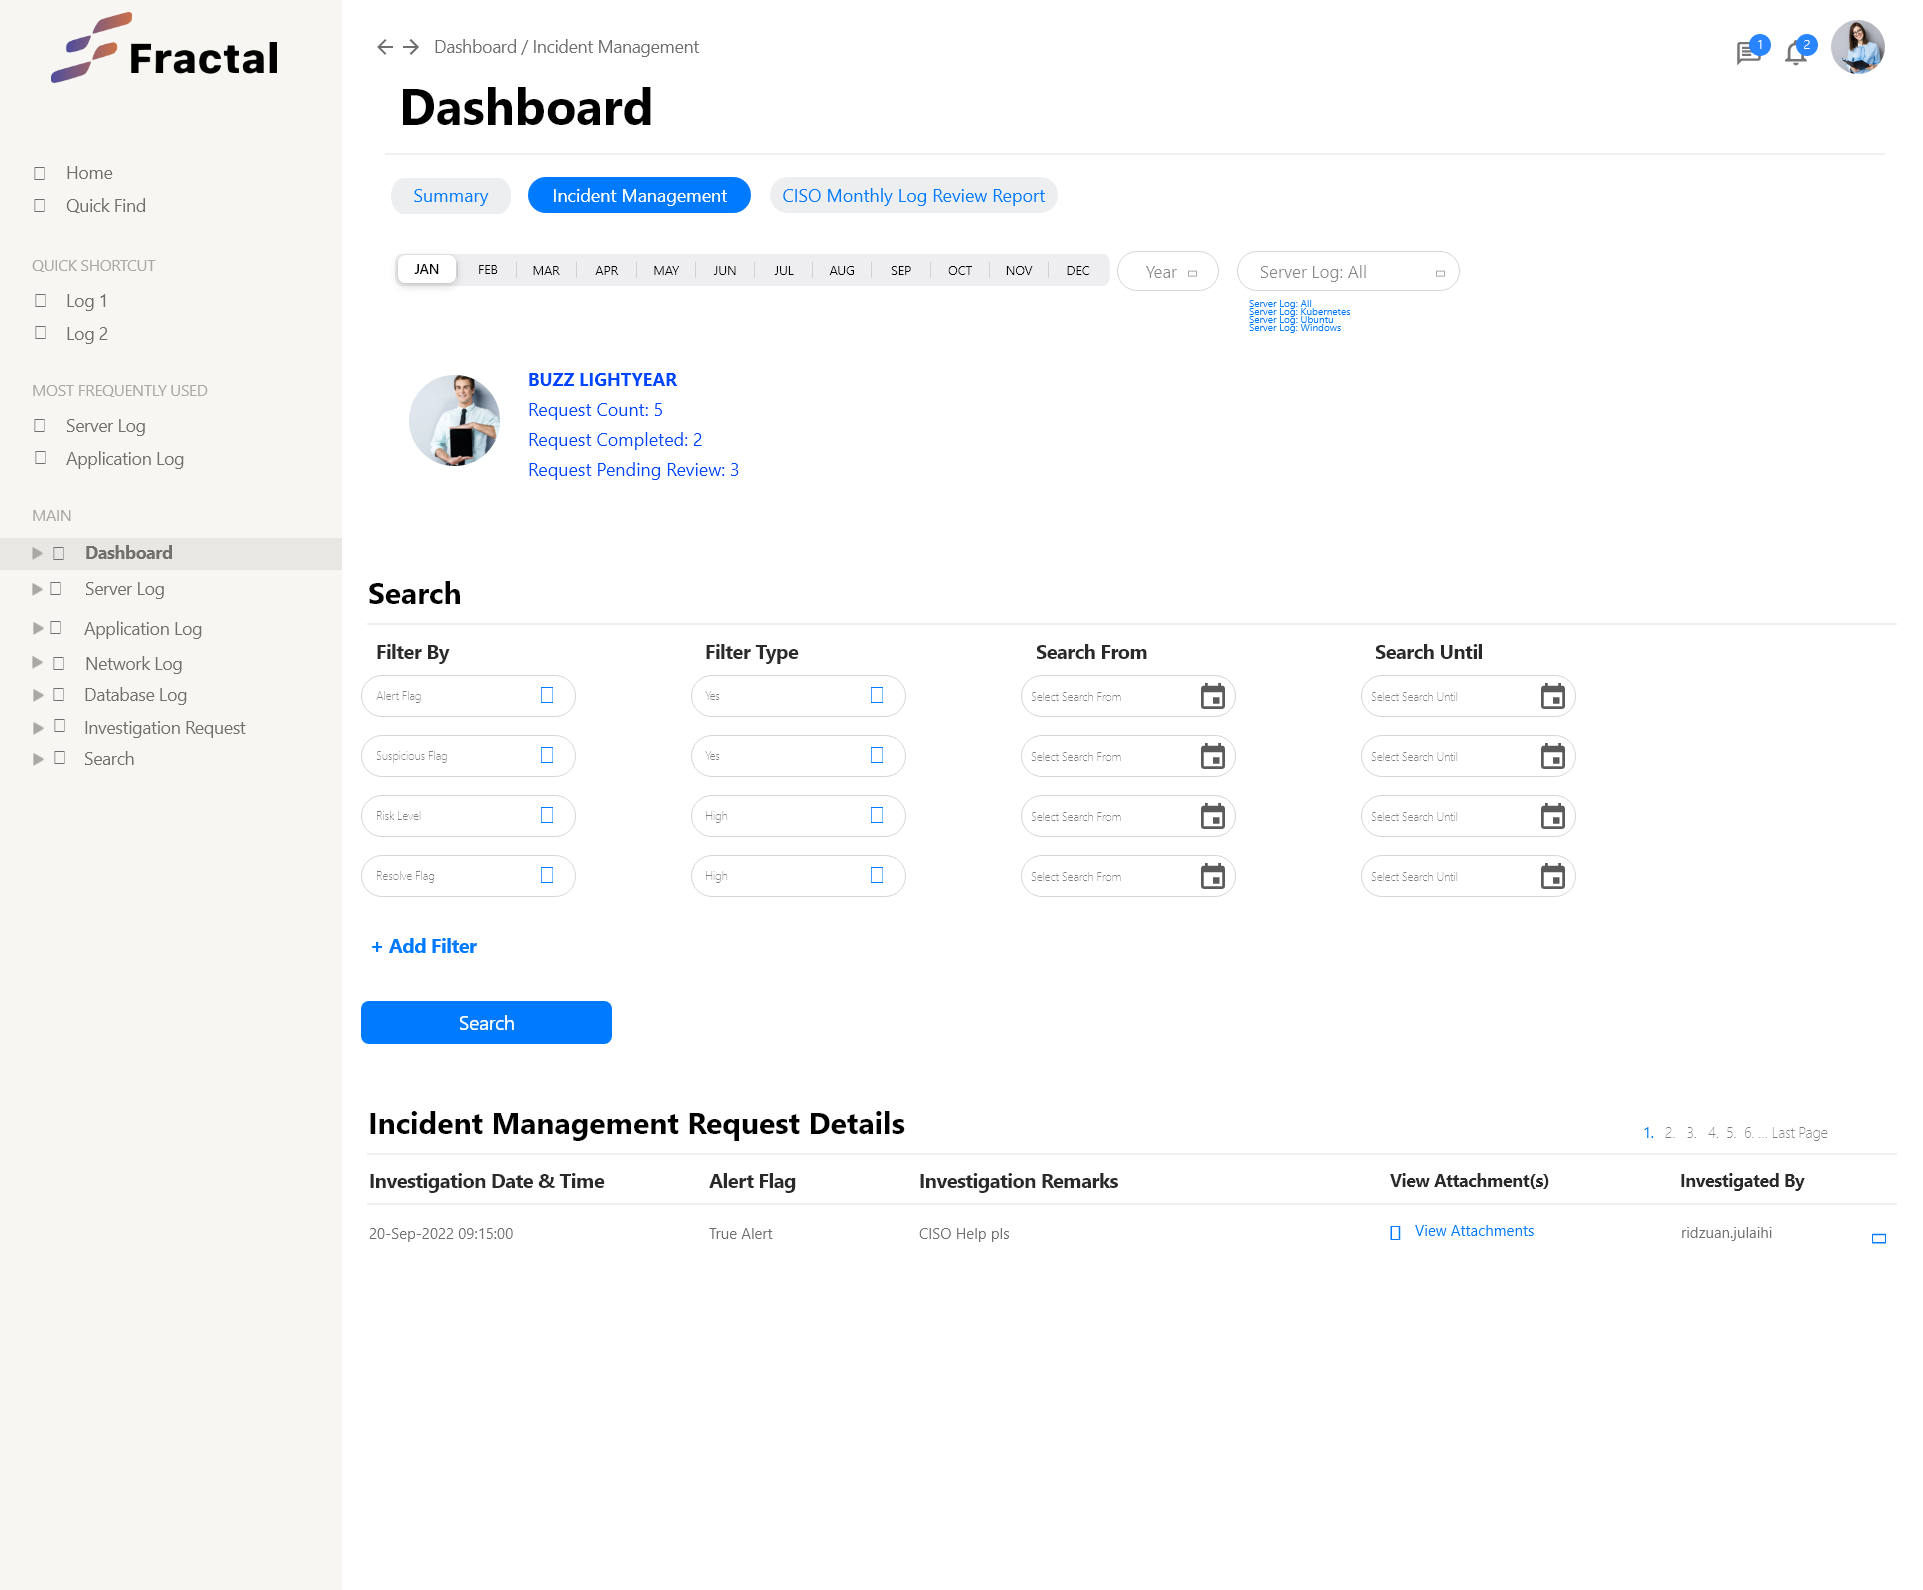 Fractal
Home
Quick Find
QUICK SHORTCUT
Log 1
Log 2
MOST FREQUENTLY USED
Server Log
Application Log
MAIN
Dashboard
Server Log
Application Log
Network Log
Database Log
Investigation Request
Search
Dashboard / Incident Management
1
2
Dashboard
Summary
Incident Management
CISO Monthly Log Review Report
JAN FEB MAR APR MAY JUN JUL AUG SEP OCT NOV DEC
Year
Server Log: All
Server Log: All
Server Log: Kubernetes
Server Log: Ubuntu
Server Log: Windows
BUZZ LIGHTYEAR
Request Count: 5
Request Completed: 2
Request Pending Review: 3
Search
Filter By Filter Type Search From Search Until
Alert Flag Yes Select Search From Select Search Until
Suspicious Flag Yes Select Search From Select Search Until
Risk Level High Select Search From Select Search Until
Resolve Flag High Select Search From Select Search Until
+ Add Filter
Search
Incident Management Request Details
1. 2. 3. 4. 5. 6. ... Last Page
Investigation Date & Time Alert Flag Investigation Remarks View Attachment(s) Investigated By
20-Sep-2022 09:15:00 True Alert CISO Help pls View Attachments ridzuan.julaihi